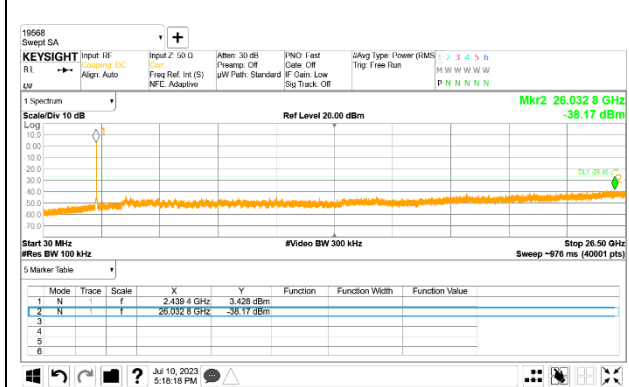 19568
Swept SA
KEYSIGHT Input: RF Input Z: 50 Ω Atten: 30 dB PNO: Fast #Avg Type: Power (RMS 1 2 3 4 5 6
RL Coupling: DC Corr Preamp: Off Gate: Off Trig: Free Run M W W W W W
Align: Auto Freq Ref: Int (S) µW Path: Standard IF Gain: Low P N N N N N
NFE: Adaptive Sig Track: Off
1 Spectrum Mkr2 26.032 8 GHz
Scale/Div 10 dB Ref Level 20.00 dBm -38.17 dBm
Log
10.0 1
0.00
10.0
20.0 DL1 -25.45 2
30.0
40.0
50.0
60.0
-70.0
Start 30 MHz #Video BW 300 kHz Stop 26.50 GHz
#Res BW 100 kHz Sweep ~976 ms (40001 pts)
5 Marker Table
Mode Trace Scale X Y Function Function Width Function Value
1 N 1 f 2.439 4 GHz 3.428 dBm
2 N 1 f 26.032 8 GHz -38.17 dBm
3
4
5
6
? Jul 10, 2023
5:18:18 PM